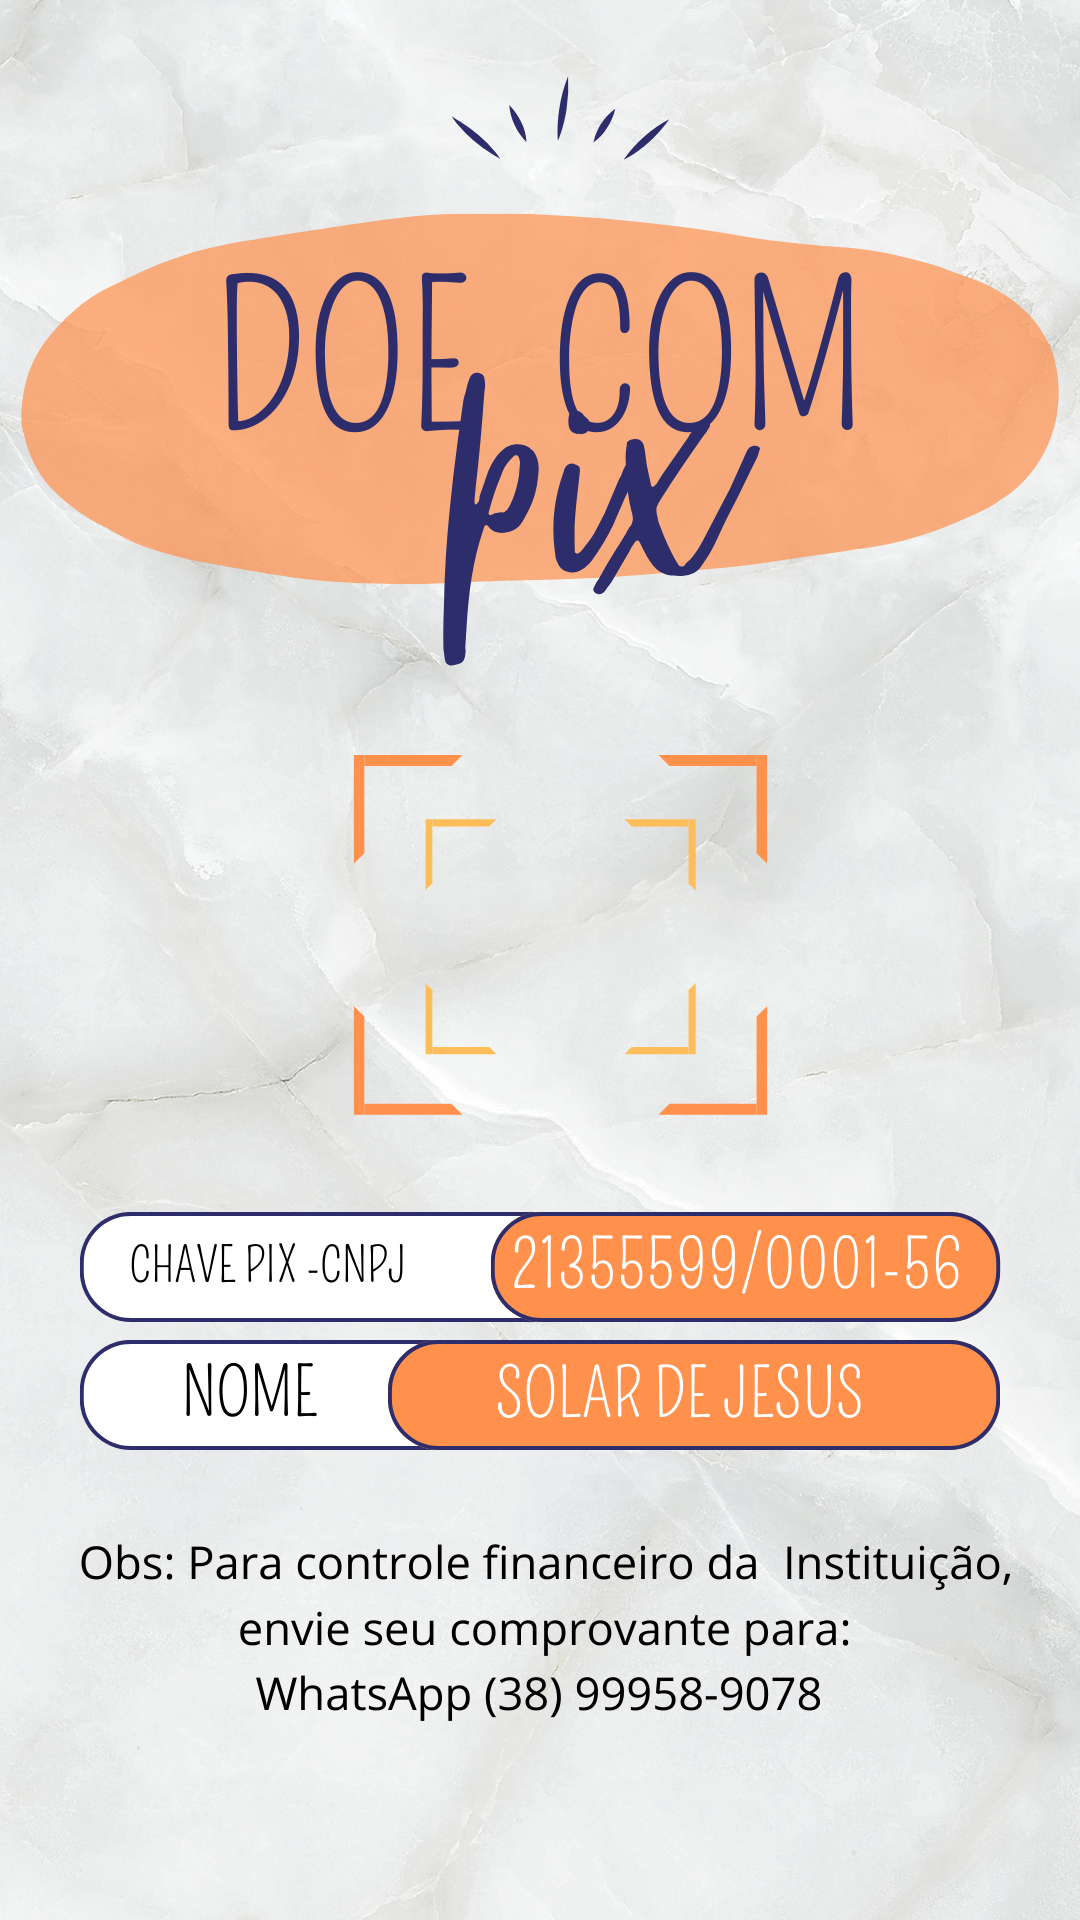 DOE COM
pix
CHAVE PIX -CNPJ
21355599/0001-56
NOME
SOLAR DE JESUS
Obs: Para controle financeiro da  Instituição,
envie seu comprovante para:
WhatsApp (38) 99958-9078